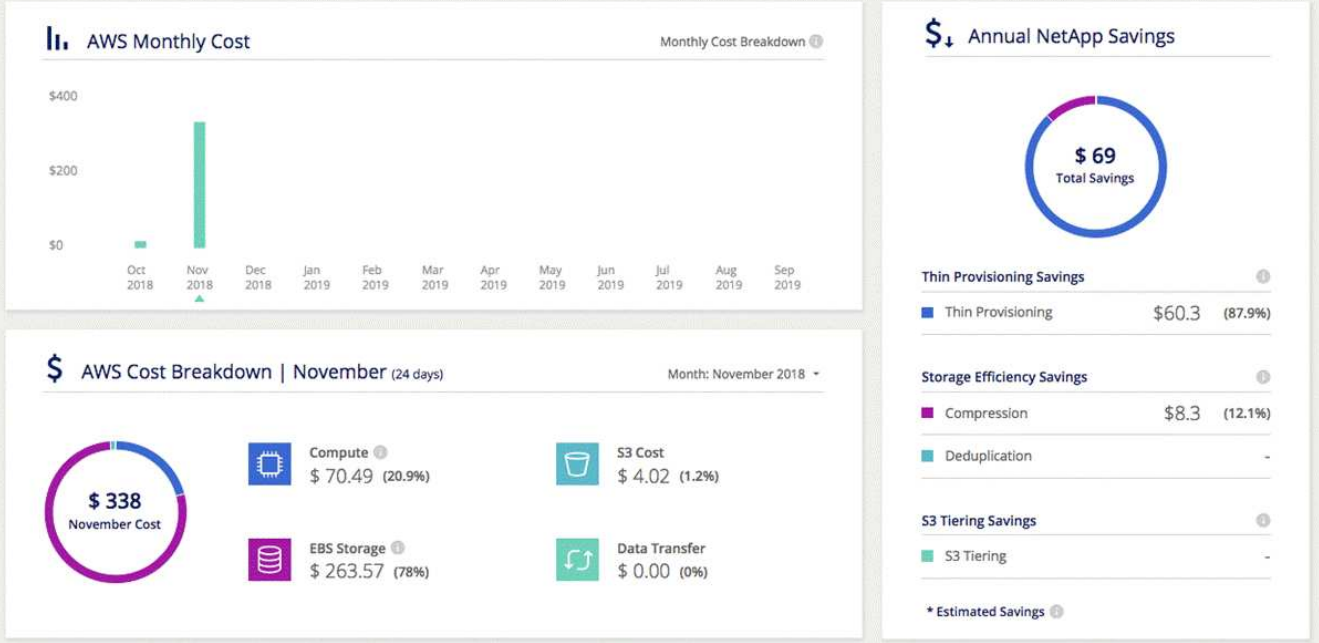 AWS Monthly Cost
Monthly Cost Breakdown
$400
$200
$0
Oct 2018
Nov 2018
Dec 2018
Jan 2019
Feb 2019
Mar 2019
Apr 2019
May 2019
Jun 2019
Jul 2019
Aug 2019
Sep 2019
AWS Cost Breakdown | November (24 days)
Month: November 2018
$ 338
November Cost
Compute
$ 70.49 (20.9%)
S3 Cost
$ 4.02 (1.2%)
EBS Storage
$ 263.57 (78%)
Data Transfer
$ 0.00 (0%)
Annual NetApp Savings
$ 69
Total Savings
Thin Provisioning Savings
Thin Provisioning $60.3 (87.9%)
Storage Efficiency Savings
Compression $8.3 (12.1%)
Deduplication -
S3 Tiering Savings
S3 Tiering -
* Estimated Savings